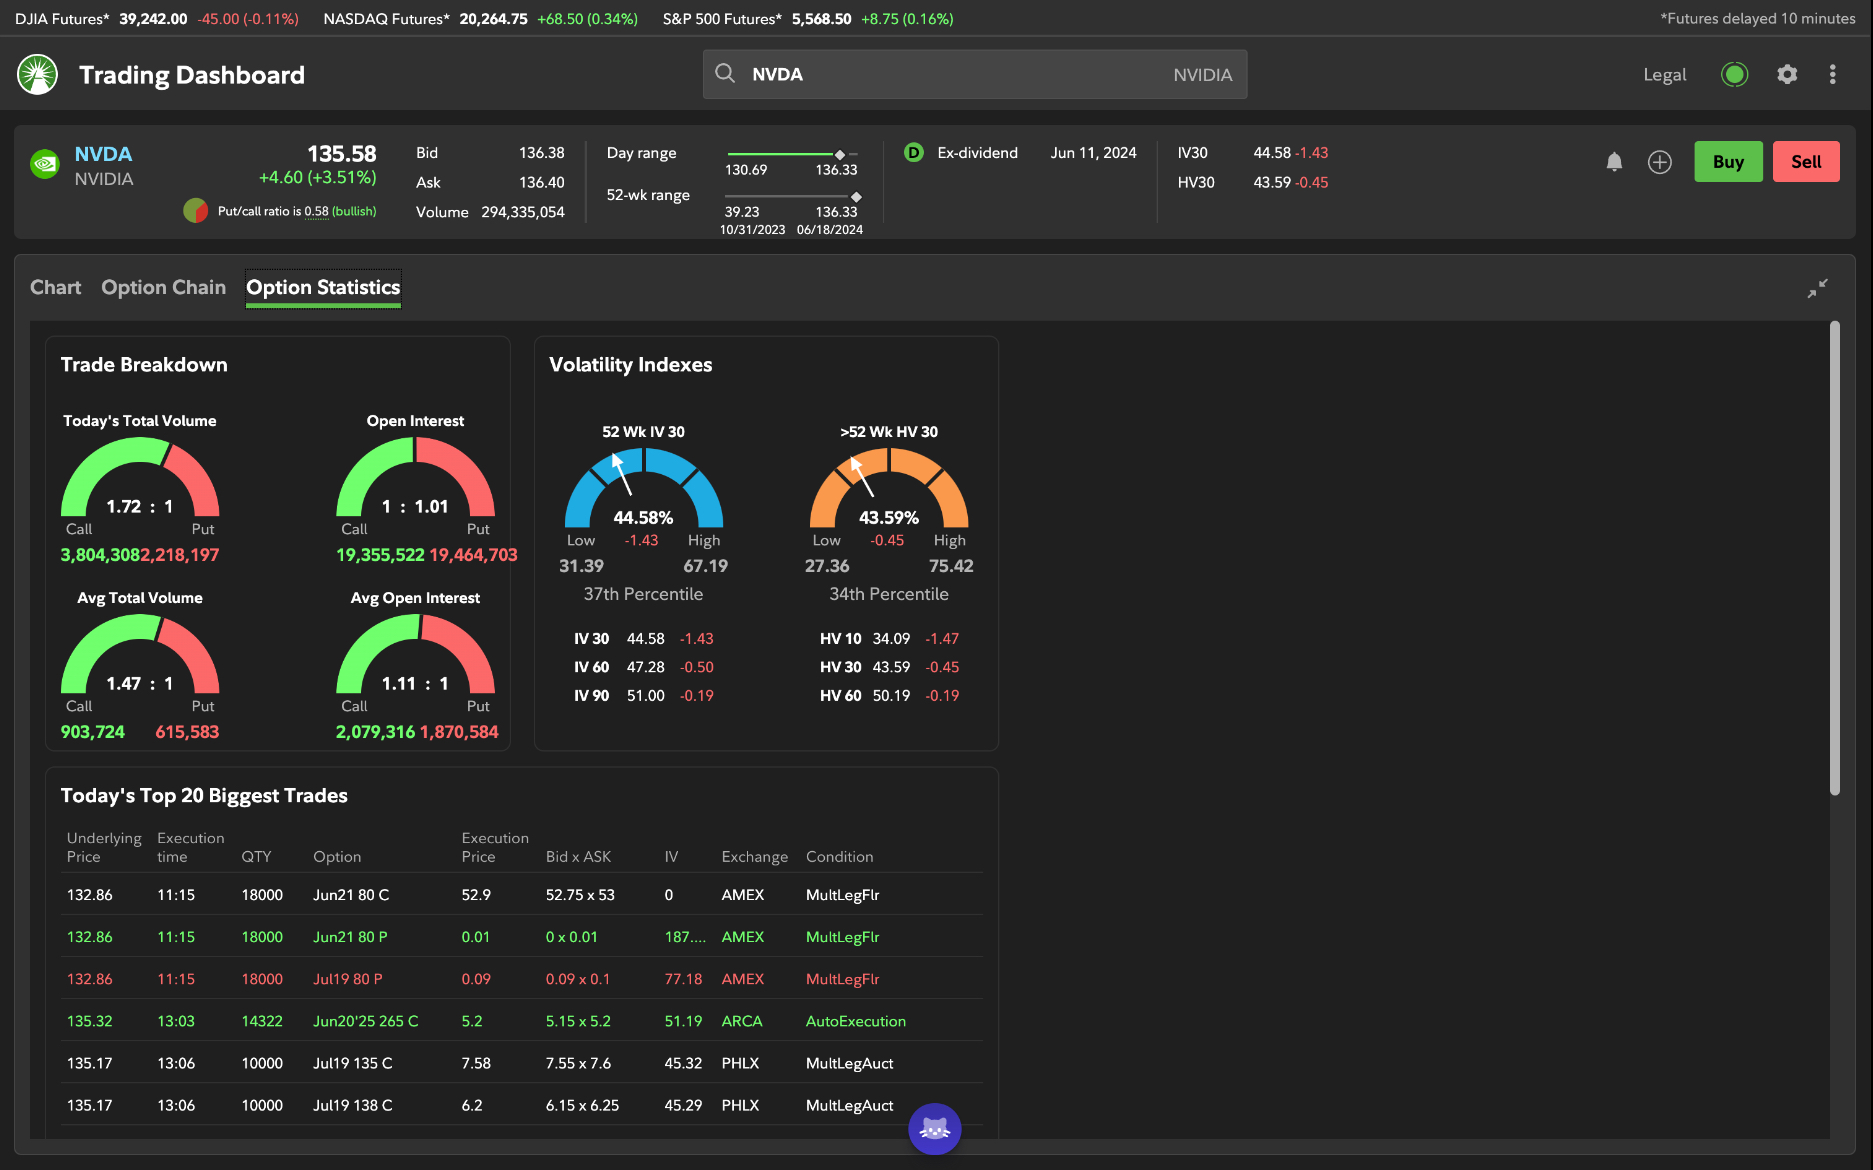 DJIA Futures* 39,242.00 -45.00 (-0.11%) NASDAQ Futures* 20,264.75 +68.50 (0.34%) S&P 500 Futures* 5,568.50 +8.75 (0.16%) *Futures delayed 10 minutes
Trading Dashboard NVDA NVIDIA Legal
NVDA 135.58
NVIDIA +4.60 (+3.51%)
Put/call ratio is 0.58 (bullish)
Bid 136.38
Ask 136.40
Volume 294,335,054
Day range
130.69 136.33
52-wk range
39.23 136.33
10/31/2023 06/18/2024
D Ex-dividend Jun 11, 2024
IV30 44.58 -1.43
HV30 43.59 -0.45
Buy Sell
Chart Option Chain Option Statistics
Trade Breakdown
Today's Total Volume
1.72 : 1
Call Put
3,804,308 2,218,197
Open Interest
1 : 1.01
Call Put
19,355,522 19,464,703
Avg Total Volume
1.47 : 1
Call Put
903,724 615,583
Avg Open Interest
1.11 : 1
Call Put
2,079,316 1,870,584
Volatility Indexes
52 Wk IV 30
44.58%
Low -1.43 High
31.39 67.19
37th Percentile
IV 30 44.58 -1.43
IV 60 47.28 -0.50
IV 90 51.00 -0.19
>52 Wk HV 30
43.59%
Low -0.45 High
27.36 75.42
34th Percentile
HV 10 34.09 -1.47
HV 30 43.59 -0.45
HV 60 50.19 -0.19
Today's Top 20 Biggest Trades
Underlying Price Execution time QTY Option Execution Price Bid x ASK IV Exchange Condition
132.86 11:15 18000 Jun21 80 C 52.9 52.75 x 53 0 AMEX MultLegFlr
132.86 11:15 18000 Jun21 80 P 0.01 0 x 0.01 187.... AMEX MultLegFlr
132.86 11:15 18000 Jul19 80 P 0.09 0.09 x 0.1 77.18 AMEX MultLegFlr
135.32 13:03 14322 Jun20'25 265 C 5.2 5.15 x 5.2 51.19 ARCA AutoExecution
135.17 13:06 10000 Jul19 135 C 7.58 7.55 x 7.6 45.32 PHLX MultLegAuct
135.17 13:06 10000 Jul19 138 C 6.2 6.15 x 6.25 45.29 PHLX MultLegAuct